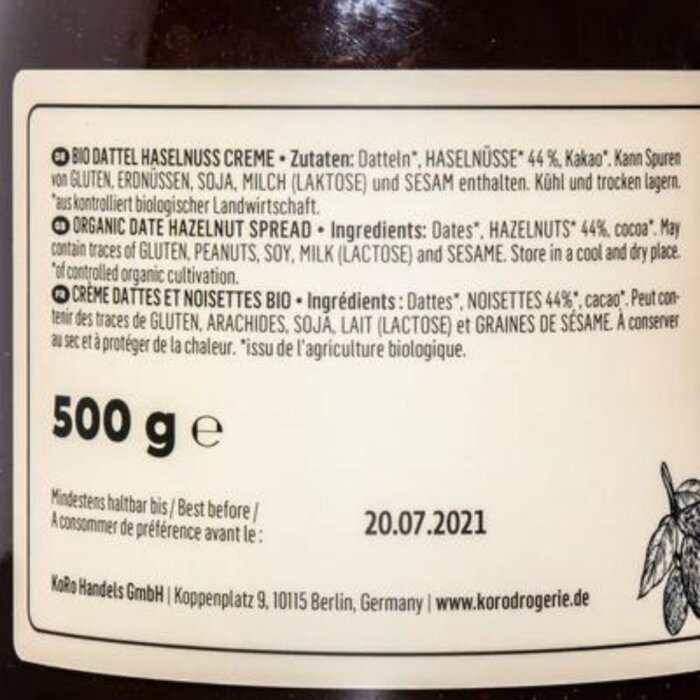 DE BIO DATTEL HASELNUSS CREME • Zutaten: Datteln*, HASELNÜSSE* 44 %, Kakao*. Kann Spuren
von GLUTEN, ERDNÜSSEN, SOJA, MILCH (LAKTOSE) und SESAM enthalten. Kühl und trocken lagern.
*aus kontrolliert biologischer Landwirtschaft.
ORGANIC DATE HAZELNUT SPREAD • Ingredients: Dates*, HAZELNUTS* 44%, cocoa*. May
contain traces of GLUTEN, PEANUTS, SOY, MILK (LACTOSE) and SESAME. Store in a cool and dry place.
*of controlled organic cultivation.
FR CRÈME DATTES ET NOISETTES BIO • Ingrédients : Dattes*, NOISETTES 44%*, cacao*. Peut con-
tenir des traces de GLUTEN, ARACHIDES, SOJA, LAIT (LACTOSE) et GRAINES DE SÉSAME. À conserver
au sec et à protéger de la chaleur. *issu de l'agriculture biologique.
500 g ℮
Mindestens haltbar bis / Best before /
A consommer de préférence avant le :
20.07.2021
KoRo Handels GmbH | Koppenplatz 9, 10115 Berlin, Germany | www.korodrogerie.de